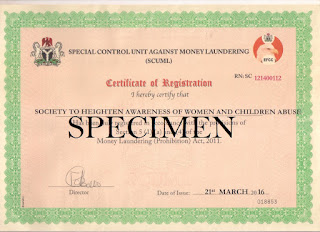 SPECIAL CONTROL UNIT AGAINST MONEY LAUNDERING
(SCUML)
EFCC
RN: SC 121400112
Certificate of Registration
I hereby certify that
SOCIETY TO HEIGHTEN AWARENESS OF WOMEN AND CHILDREN ABUSE
SPECIMEN
Money Laundering (Prohibition) Act, 2011.
Director
Date of Issue: 21st MARCH 2016
018853